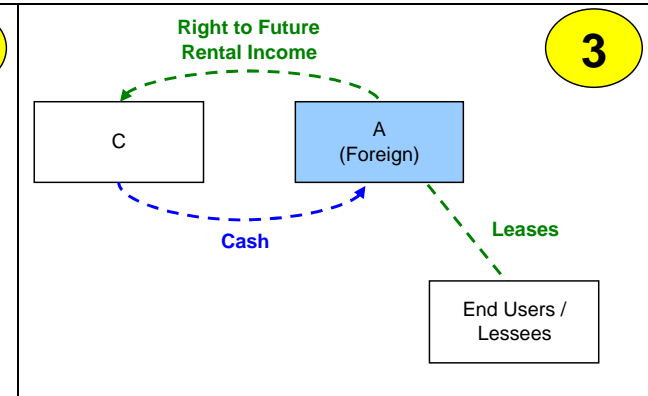 Right to Future
Rental Income
3
C
A
(Foreign)
Cash
Leases
End Users /
Lessees